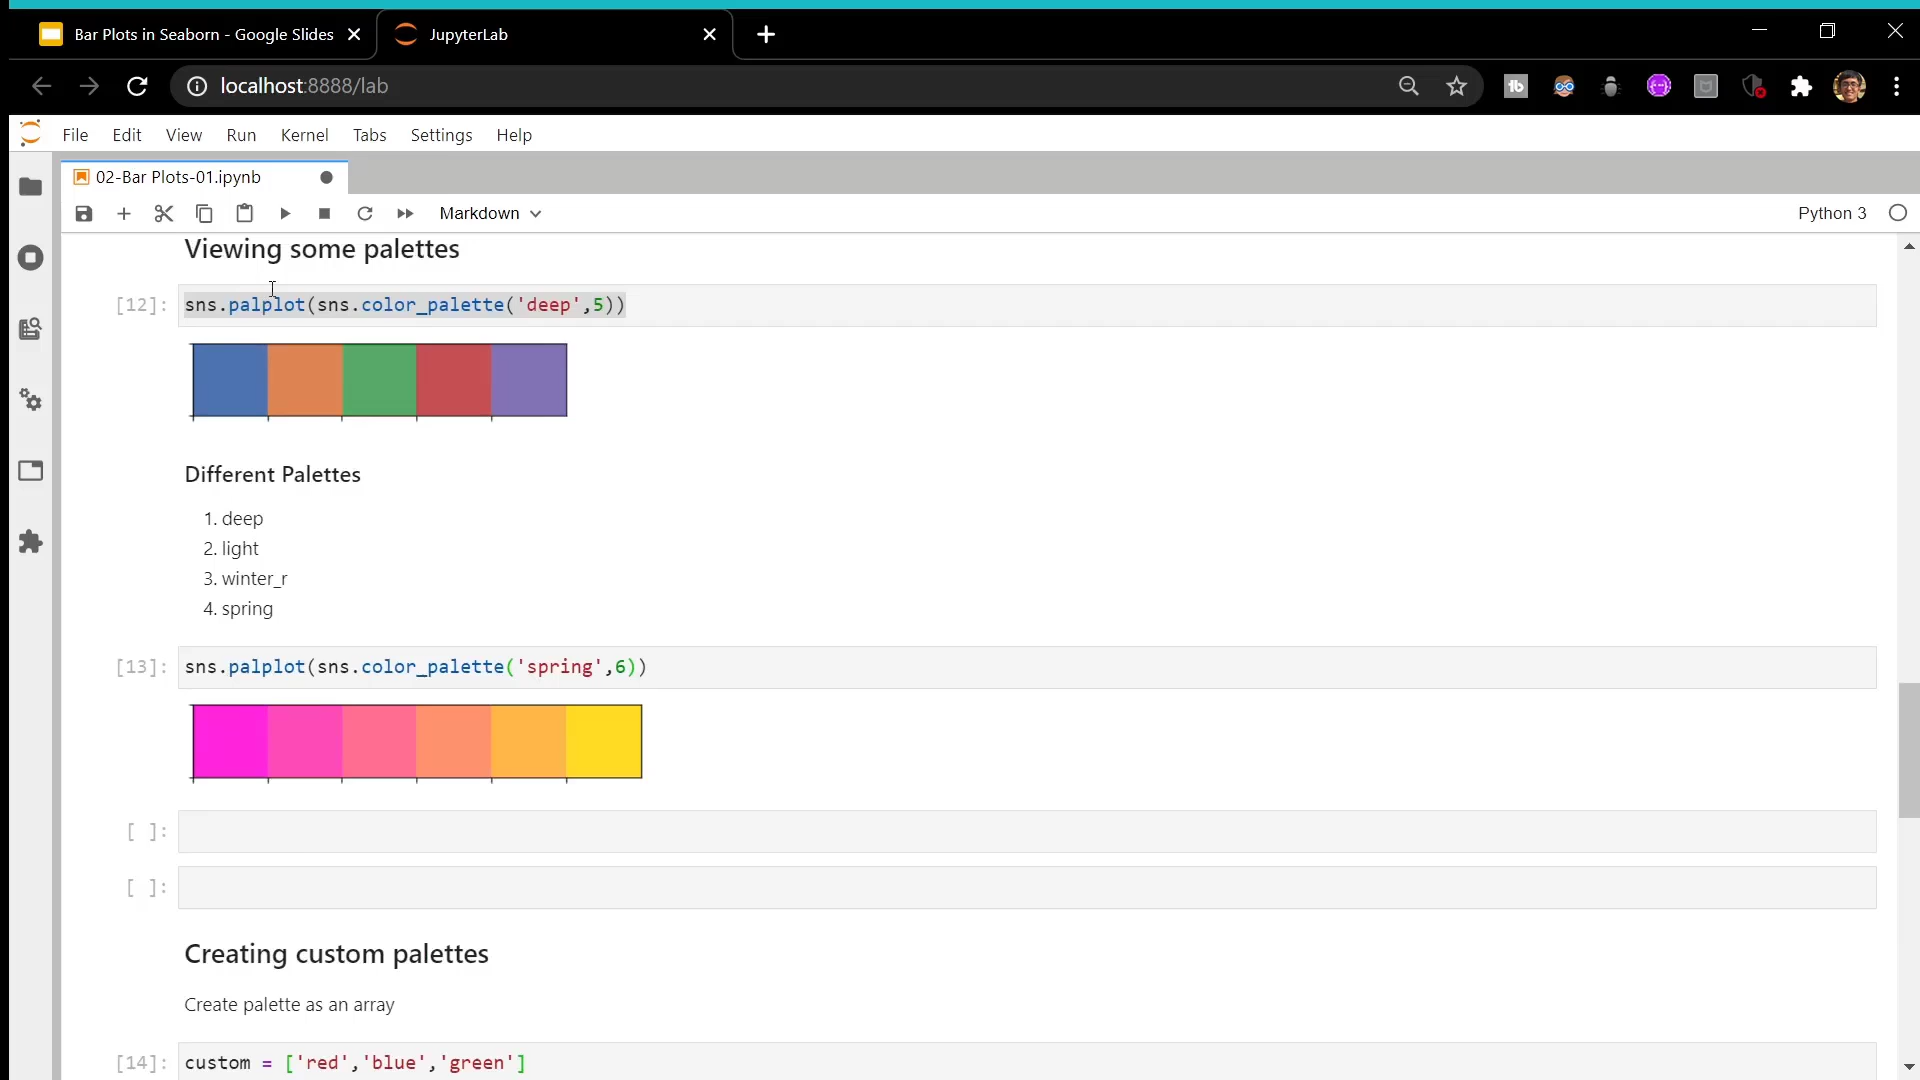 Bar Plots in Seaborn - Google Slides
JupyterLab
localhost:8888/lab
tb
File Edit View Run Kernel Tabs Settings Help
02-Bar Plots-01.ipynb
Markdown
Python 3
Viewing some palettes
[12]: sns.palplot(sns.color_palette('deep',5))
Different Palettes
1. deep
2. light
3. winter_r
4. spring
[13]: sns.palplot(sns.color_palette('spring',6))
[ ]:
[ ]:
Creating custom palettes
Create palette as an array
[14]: custom = ['red','blue','green']